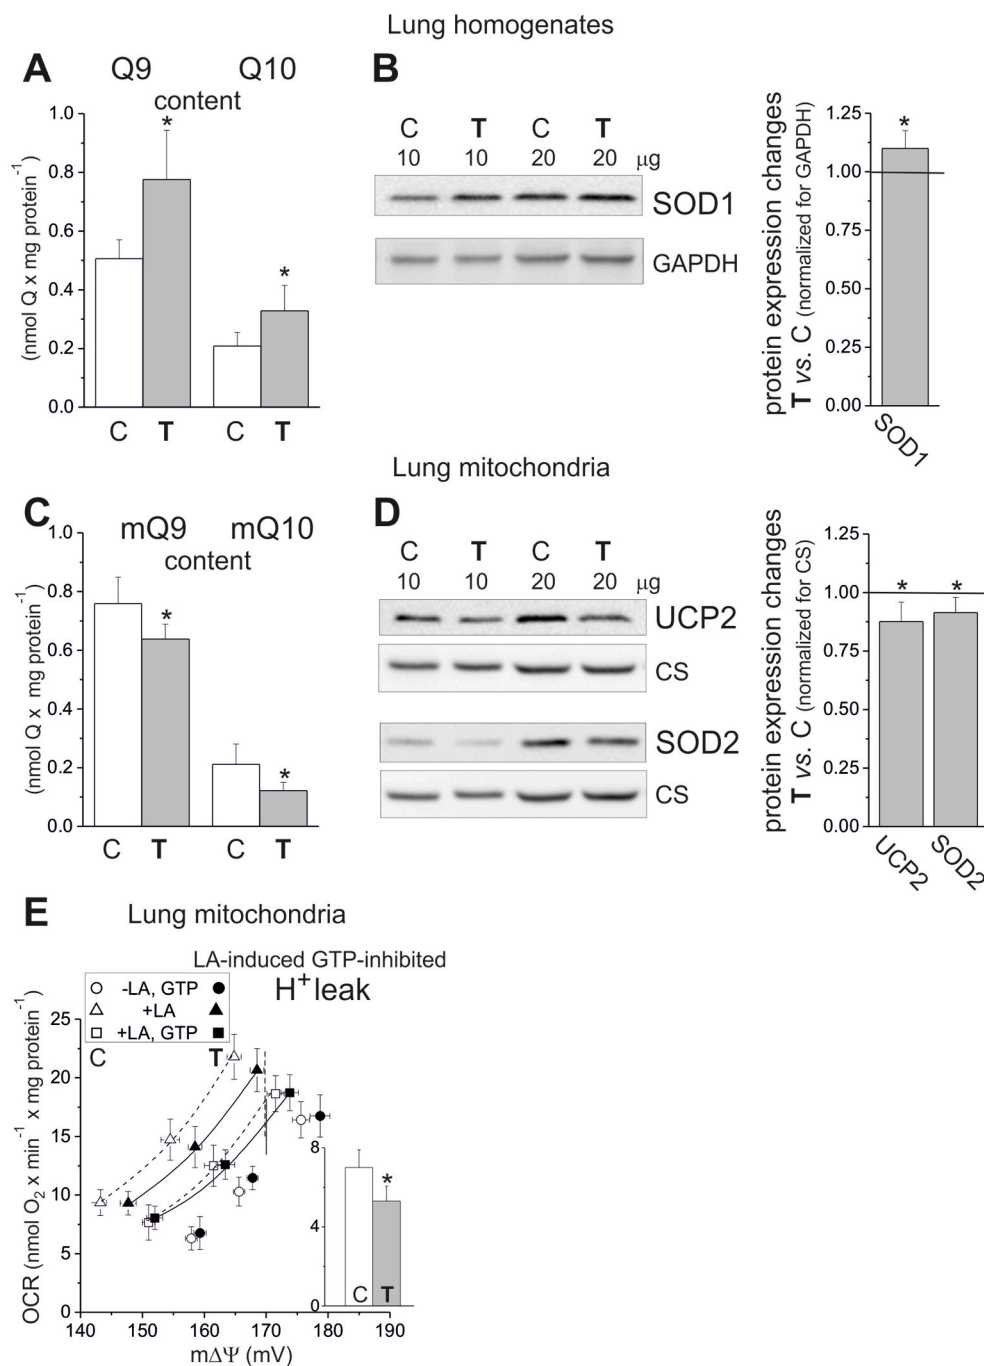 Lung homogenates
A
Q9 Q10
content
(nmol Q x mg protein⁻¹)
1.0
0.8
0.6
0.4
0.2
0.0
* *
C T C T
B
C T C T
10 10 20 20 µg
SOD1
GAPDH
protein expression changes
T vs. C (normalized for GAPDH)
1.25
1.00
0.75
0.50
0.25
0.00
*
SOD1
Lung mitochondria
C
mQ9 mQ10
content
(nmol Q x mg protein⁻¹)
1.0
0.8
0.6
0.4
0.2
0.0
* *
C T C T
D
C T C T
10 10 20 20 µg
UCP2
CS
SOD2
CS
protein expression changes
T vs. C (normalized for CS)
1.25
1.00
0.75
0.50
0.25
0.00
* *
UCP2 SOD2
E
Lung mitochondria
LA-induced GTP-inhibited
H⁺ leak
-LA, GTP
+LA
+LA, GTP
C T
OCR (nmol O₂ x min⁻¹ x mg protein⁻¹)
25
20
15
10
5
0
140 150 160 170 180 190
mΔΨ (mV)
8
4
0
*
C T